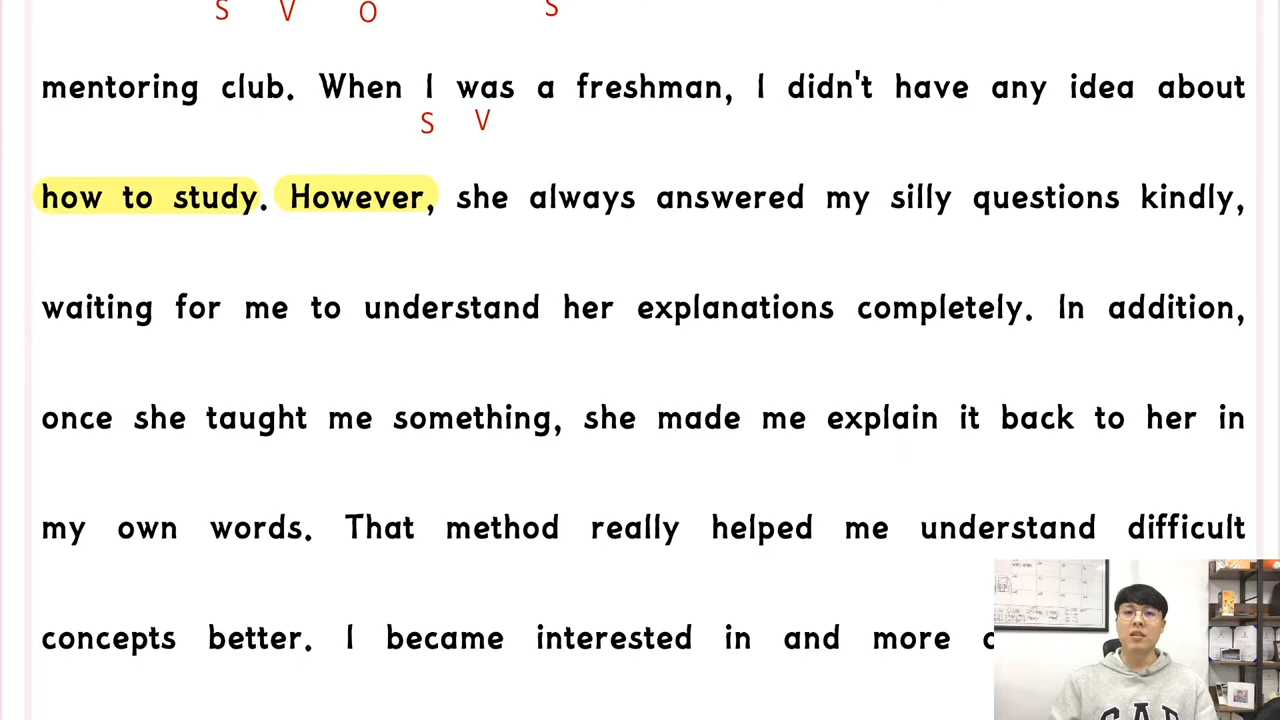 S V O S
mentoring club. When I was a freshman, I didn't have any idea about
S V
how to study. However, she always answered my silly questions kindly,
waiting for me to understand her explanations completely. In addition,
once she taught me something, she made me explain it back to her in
my own words. That method really helped me understand difficult
concepts better. I became interested in and more
GAP